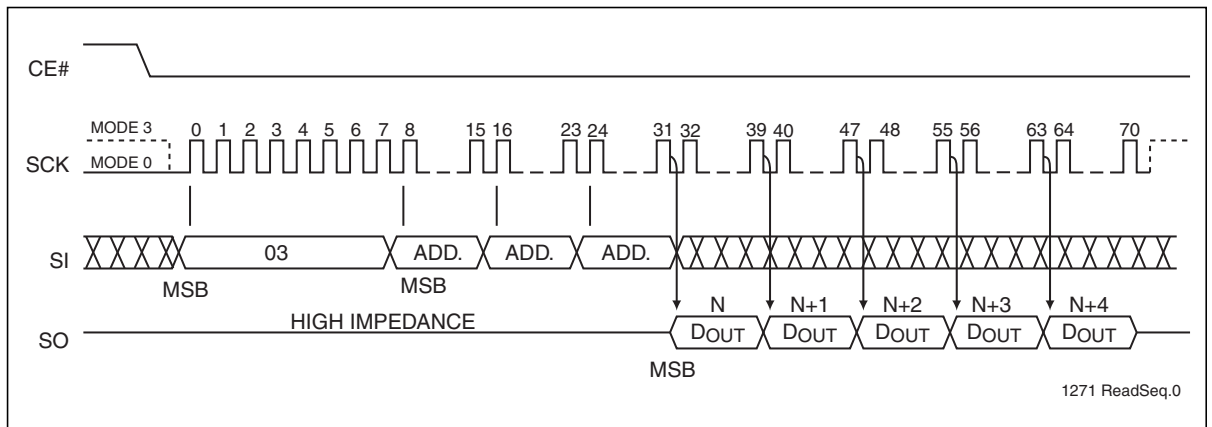 CE#
MODE 3 0 1 2 3 4 5 6 7 8 15 16 23 24 31 32 39 40 47 48 55 56 63 64 70
SCK MODE 0
SI 03 ADD. ADD. ADD.
MSB MSB
HIGH IMPEDANCE N N+1 N+2 N+3 N+4
SO DOUT DOUT DOUT DOUT DOUT
MSB
1271 ReadSeq.0